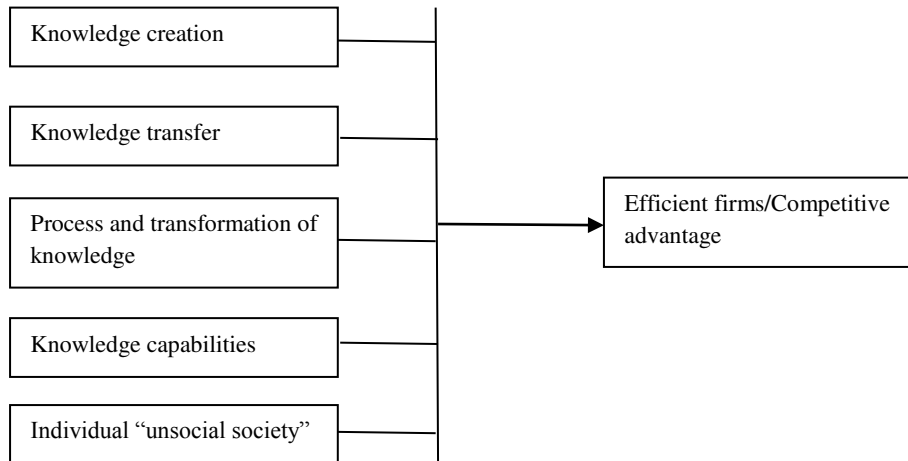 Knowledge creation
Knowledge transfer
Process and transformation of
knowledge
Knowledge capabilities
Individual “unsocial society”
Efficient firms/Competitive
advantage